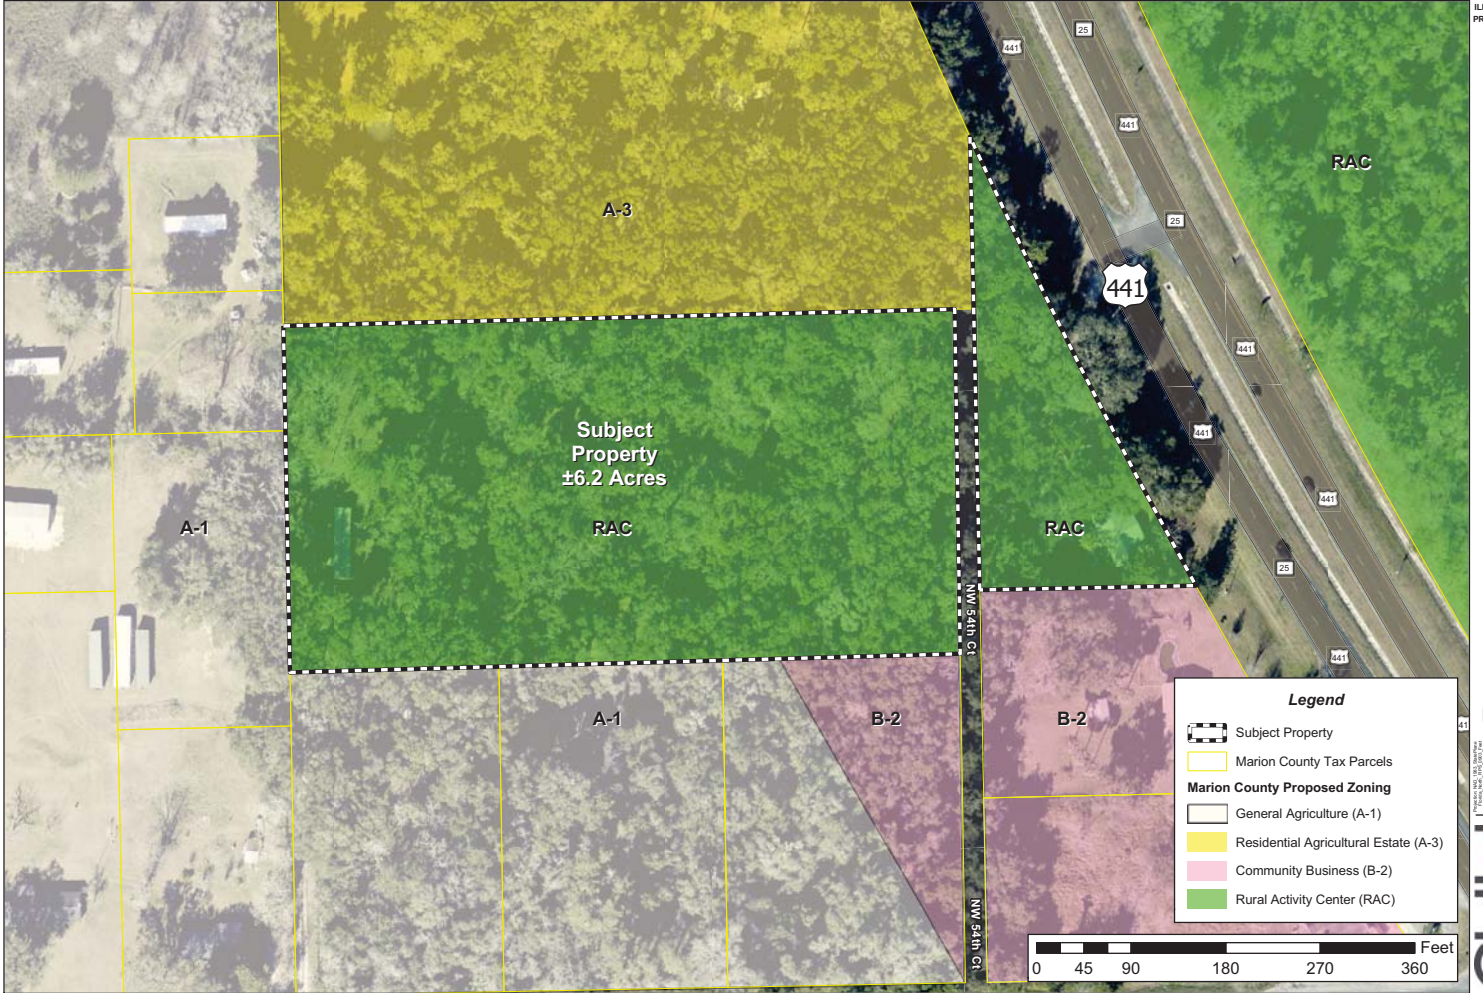 ILL
PR
441
25
441
RAC
A-3
25
441
441
Subject
Property
±6.2 Acres
441
441
A-1
RAC
RAC
25
NW 54th Ct
441
A-1
B-2
B-2
41
NW 54th Ct
Legend
Subject Property
Marion County Tax Parcels
Marion County Proposed Zoning
General Agriculture (A-1)
Residential Agricultural Estate (A-3)
Community Business (B-2)
Rural Activity Center (RAC)
Feet
0 45 90 180 270 360